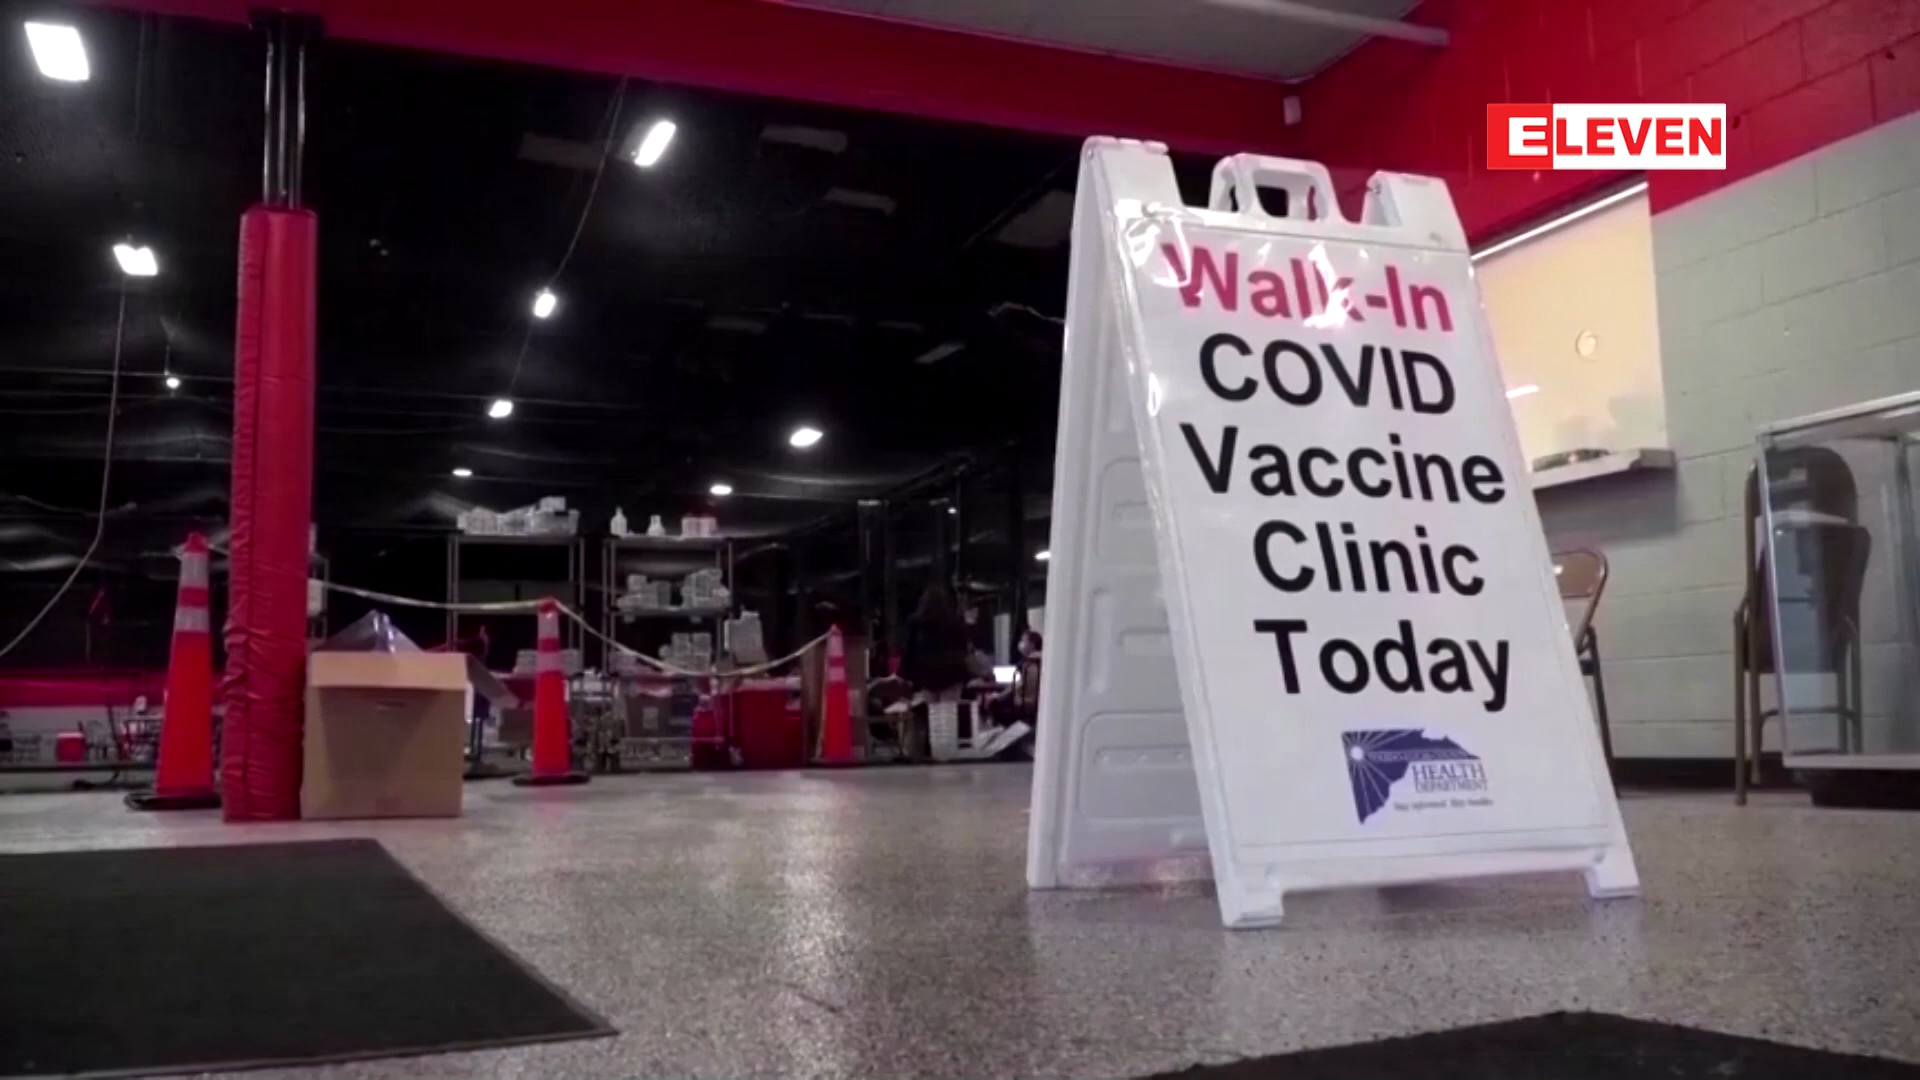 ELEVEN
Walk-In
COVID
Vaccine
Clinic
Today
HEALTH
DEPARTMENT